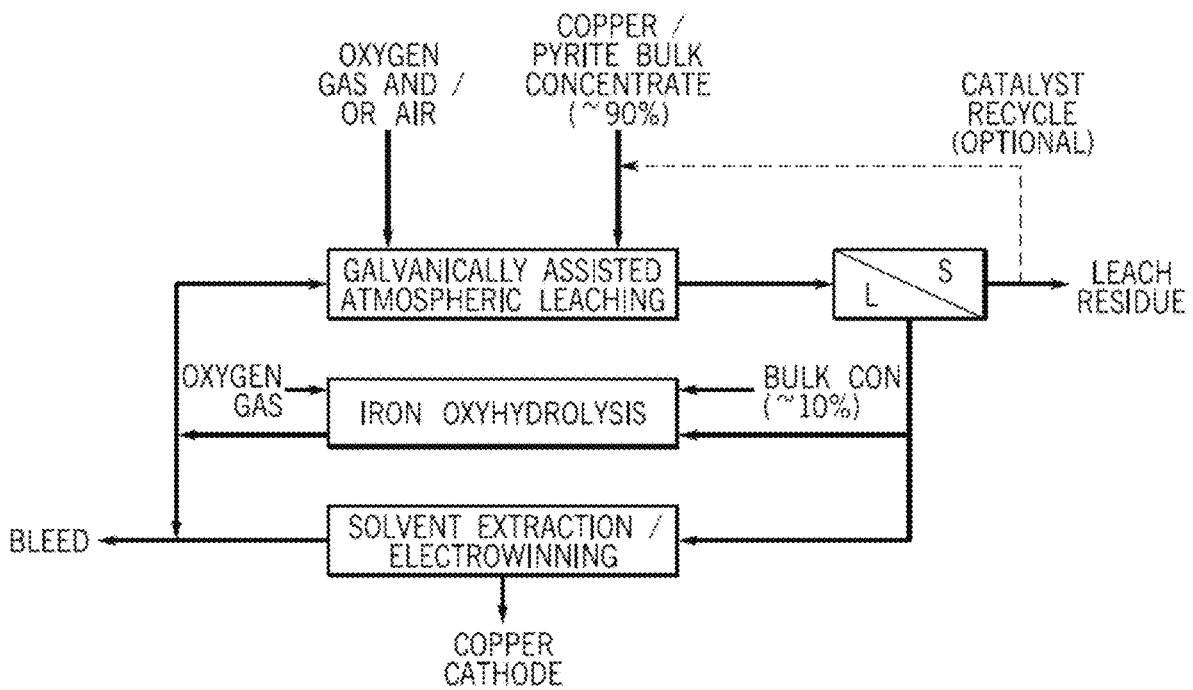 OXYGEN
GAS AND /
OR AIR
COPPER /
PYRITE BULK
CONCENTRATE
(~90%)
CATALYST
RECYCLE
(OPTIONAL)
GALVANICALLY ASSISTED
ATMOSPHERIC LEACHING
L
S
LEACH
RESIDUE
OXYGEN
GAS
IRON OXYHYDROLYSIS
BULK CON
(~10%)
BLEED
SOLVENT EXTRACTION /
ELECTROWINNING
COPPER
CATHODE